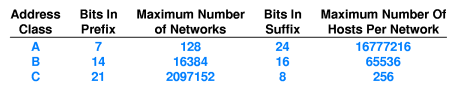 Address Bits In Maximum Number Bits In Maximum Number Of
Class Prefix of Networks Suffix Hosts Per Network
A 7 128 24 16777216
B 14 16384 16 65536
C 21 2097152 8 256